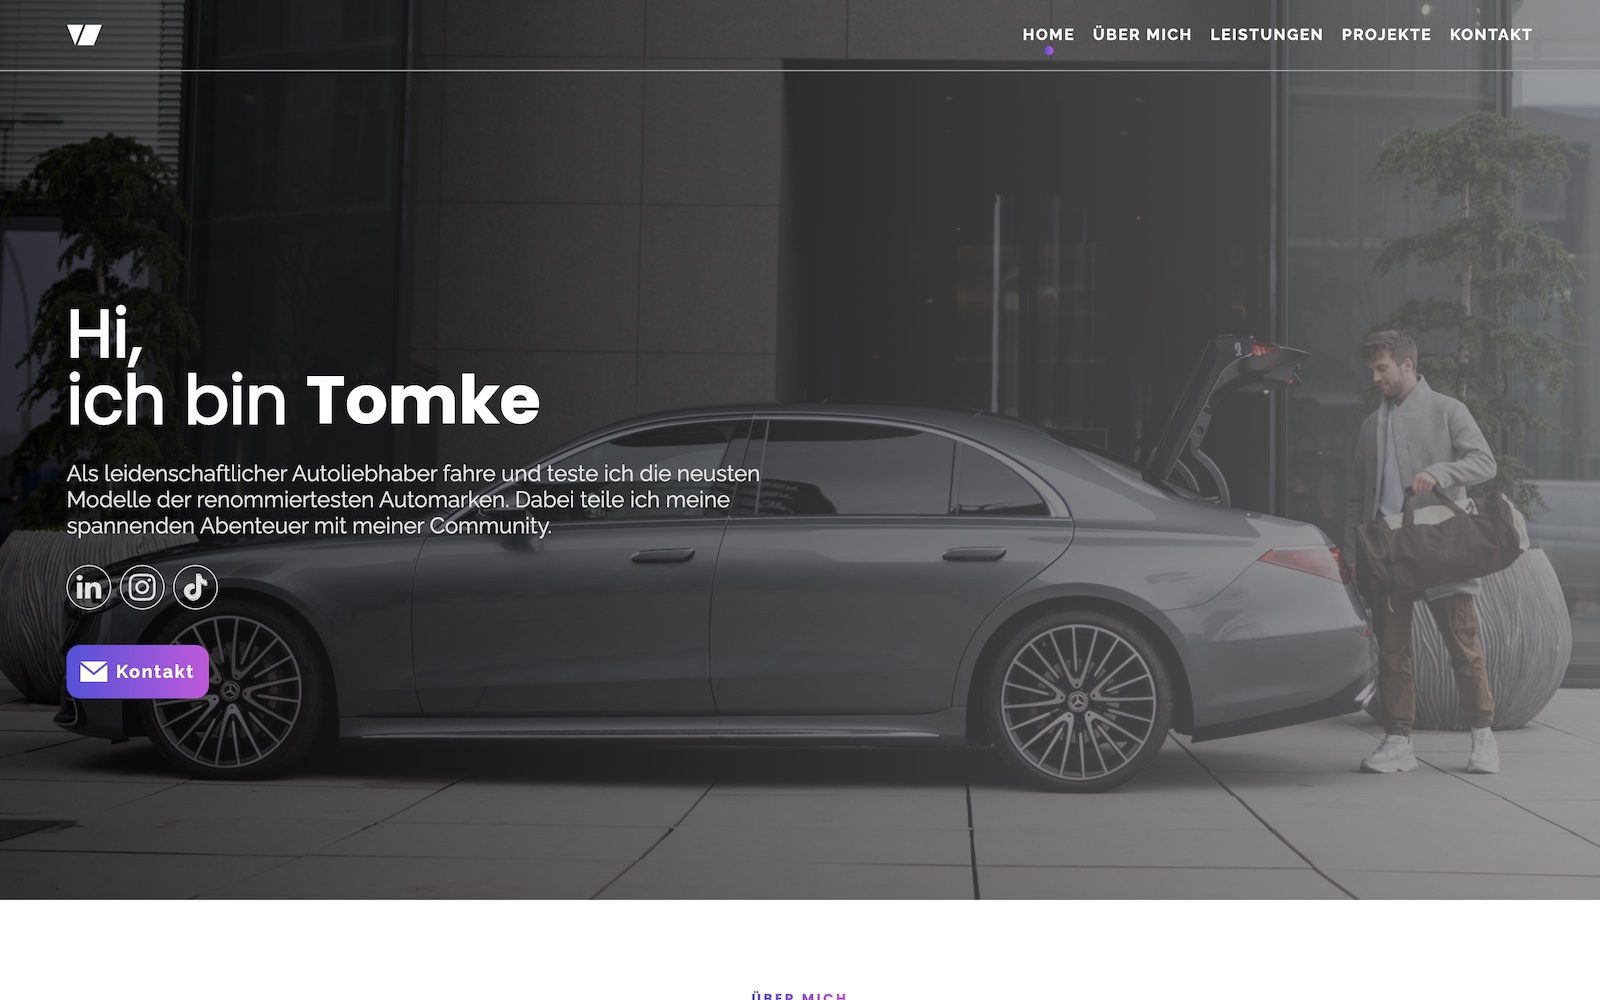 HOME ÜBER MICH LEISTUNGEN PROJEKTE KONTAKT
Hi,
ich bin Tomke
Als leidenschaftlicher Autoliebhaber fahre und teste ich die neusten
Modelle der renommiertesten Automarken. Dabei teile ich meine
spannenden Abenteuer mit meiner Community.
in
Kontakt
ÜBER MICH